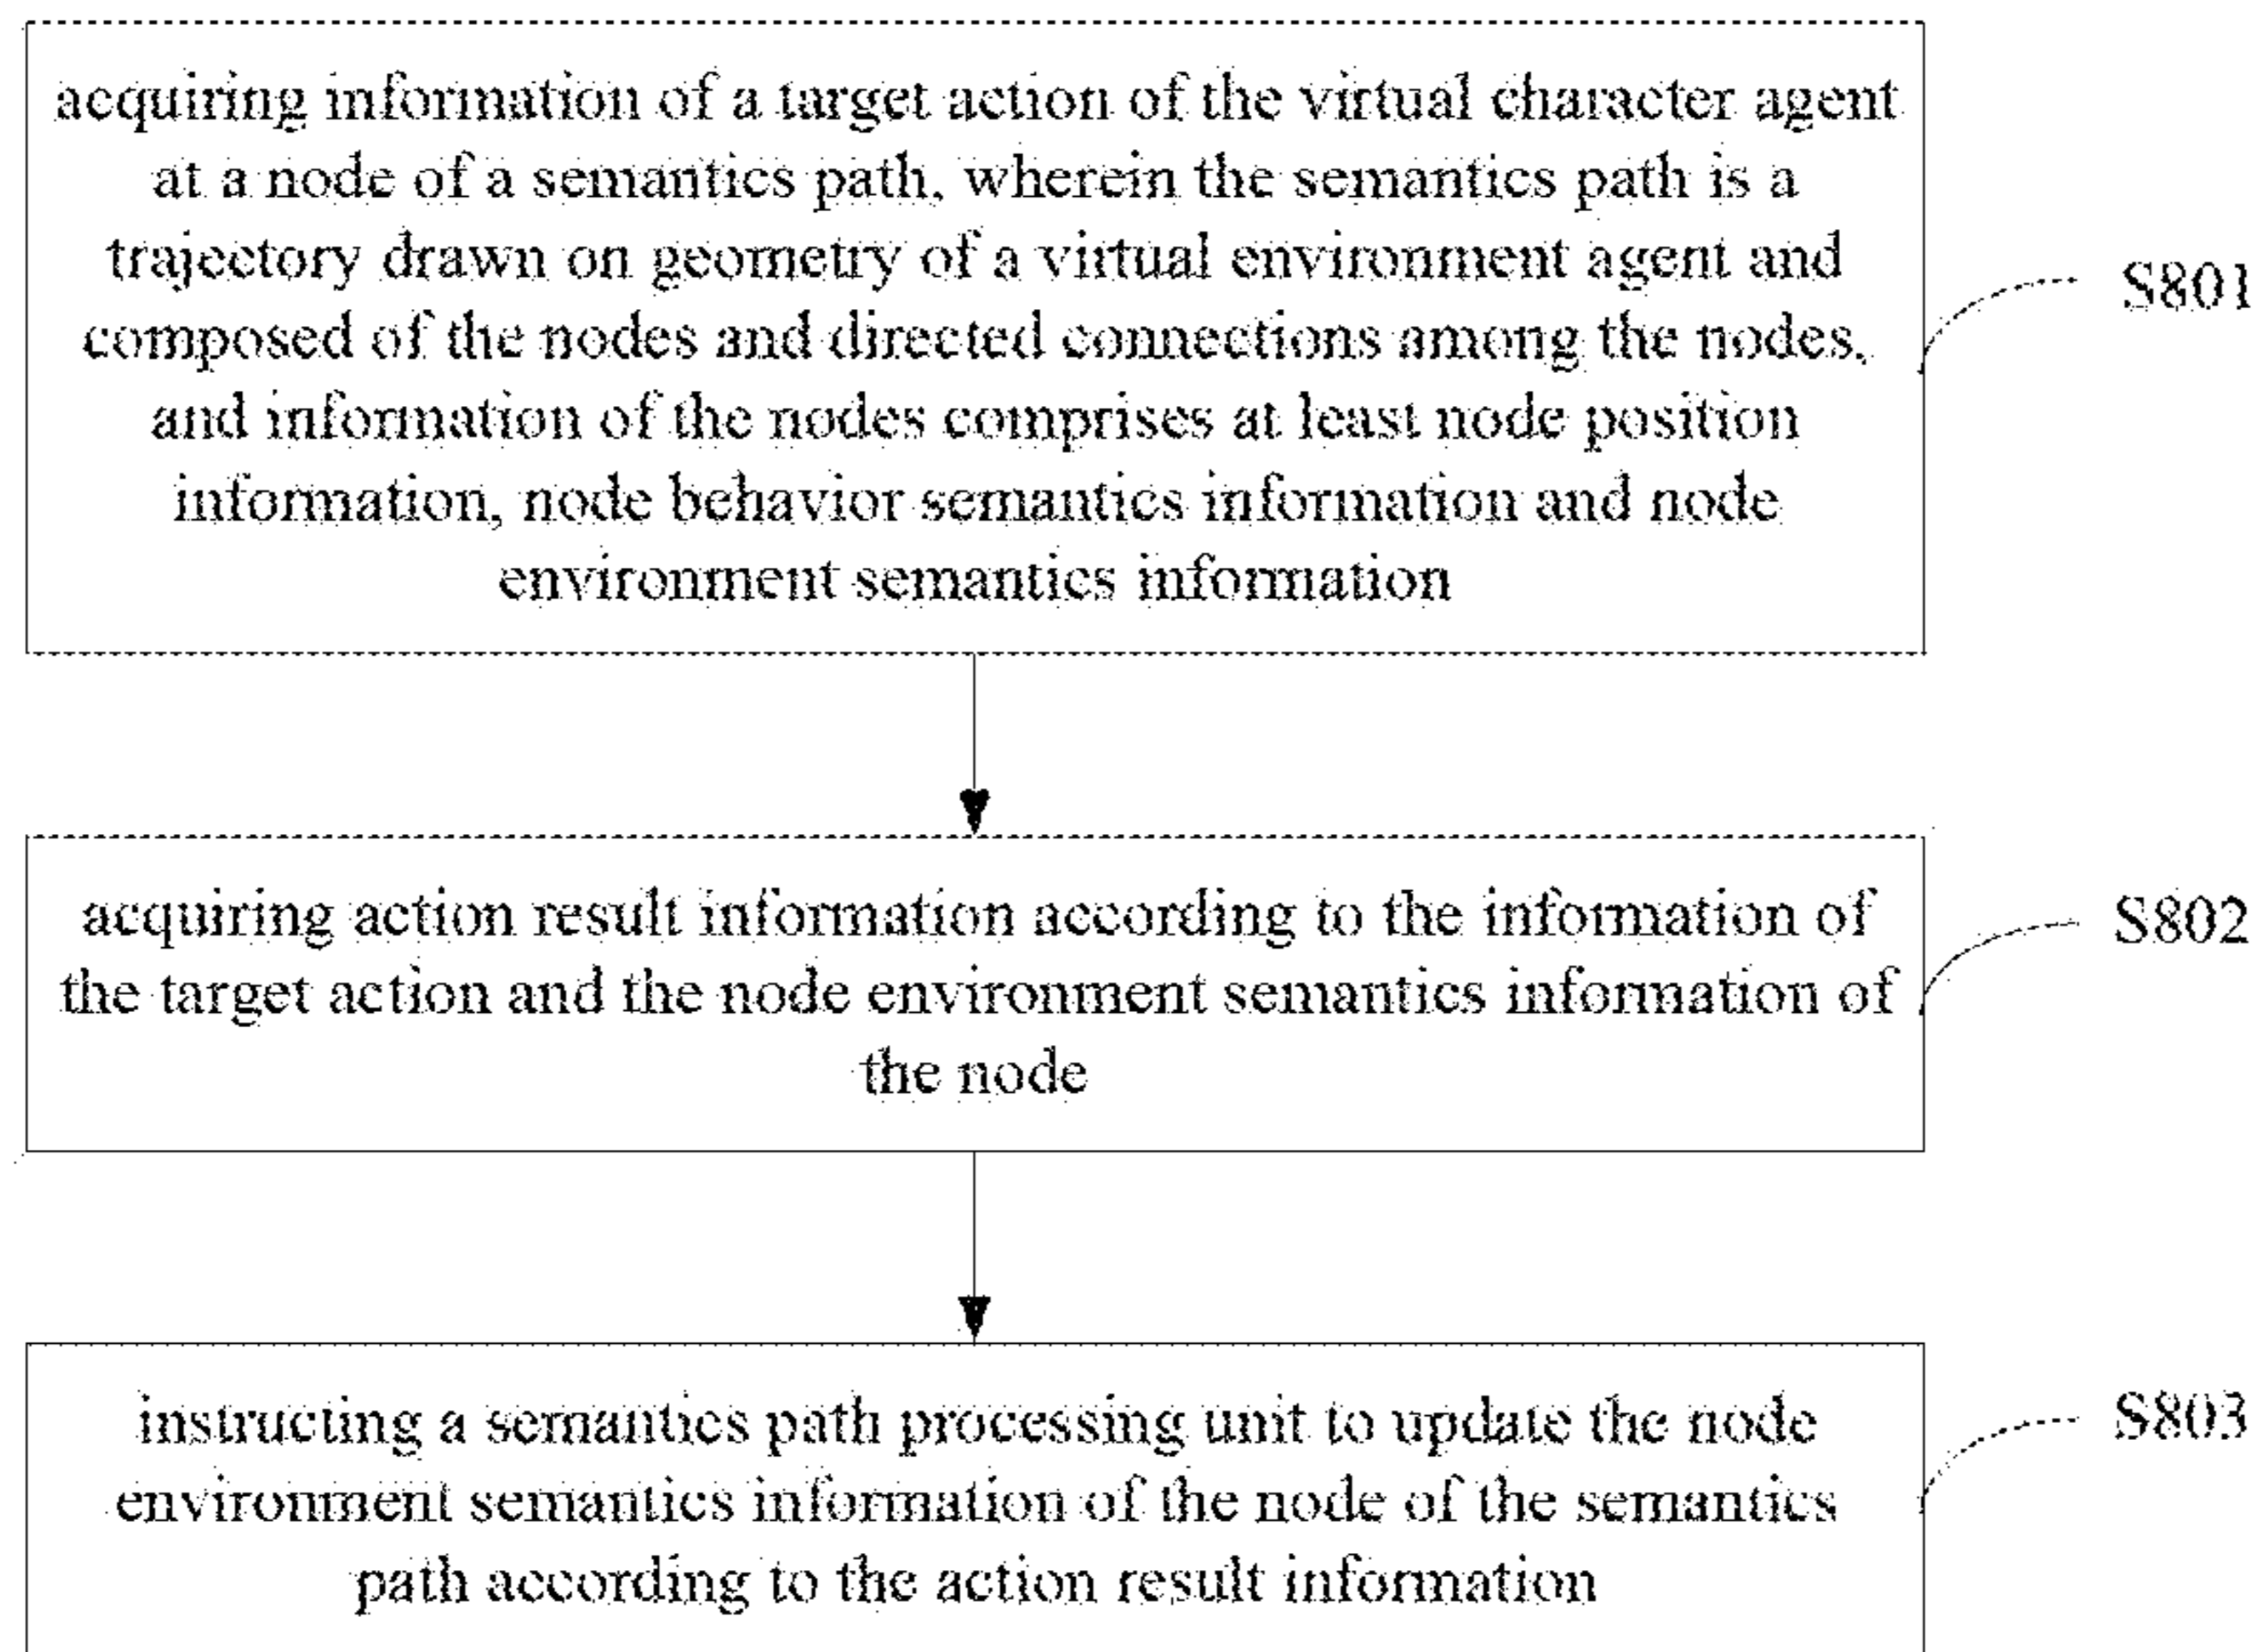 acquiring information of a target action of the virtual character agent
at a node of a semantics path, wherein the semantics path is a
trajectory drawn on geometry of a virtual environment agent and
composed of the nodes and directed connections among the nodes,
and information of the nodes comprises at least node position
information, node behavior semantics information and node
environment semantics information
S801
acquiring action result information according to the information of
the target action and the node environment semantics information of
the node
S802
instructing a semantics path processing unit to update the node
environment semantics information of the node of the semantics
path according to the action result information
S803